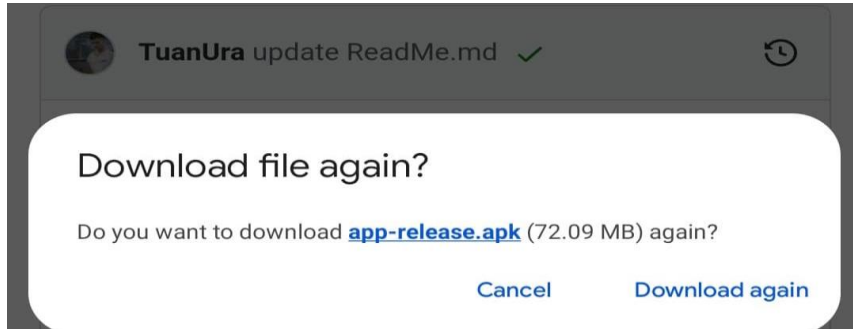 TuanUra update ReadMe.md
Download file again?
Do you want to download app-release.apk (72.09 MB) again?
Cancel Download again